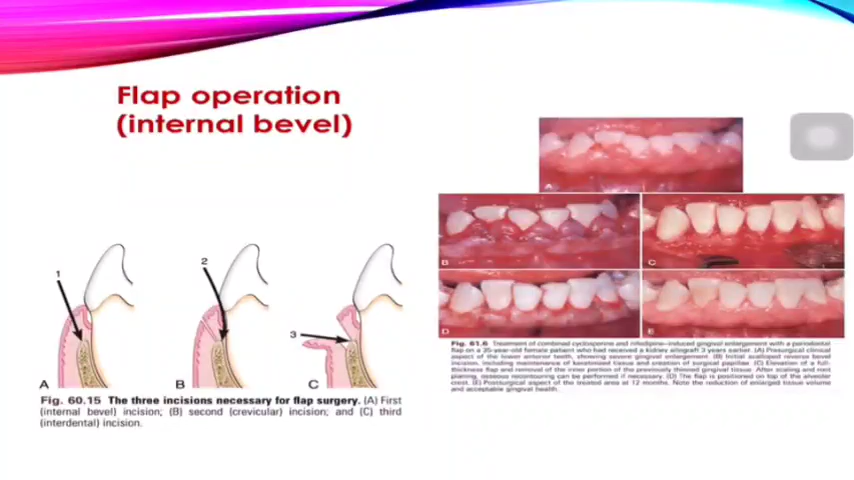 Flap operation
(internal bevel)
1
2
3
A
B
C
Fig. 60.15 The three incisions necessary for flap surgery. (A) First
(internal bevel) incision; (B) second (crevicular) incision; and (C) third
(interdental) incision.
A
B
C
D
E
Fig. 61.6 Treatment of combined cyclosporine and nifedipine–induced gingival enlargement with a periodontal
flap on a 35-year-old female patient who had received a kidney allograft 3 years earlier. (A) Presurgical clinical
aspect of the lower anterior teeth, showing severe gingival enlargement. (B) Initial scalloped reverse bevel
incision, including maintenance of keratinized tissue and creation of surgical papillae. (C) Elevation of a full-
thickness flap and removal of the inner portion of the previously thinned gingival tissue. After scaling and root
planing, osseous recontouring can be performed if necessary. (D) The flap is positioned on top of the alveolar
crest. (E) Postsurgical aspect of the treated area at 12 months. Note the reduction of enlarged tissue volume
and acceptable gingival health.